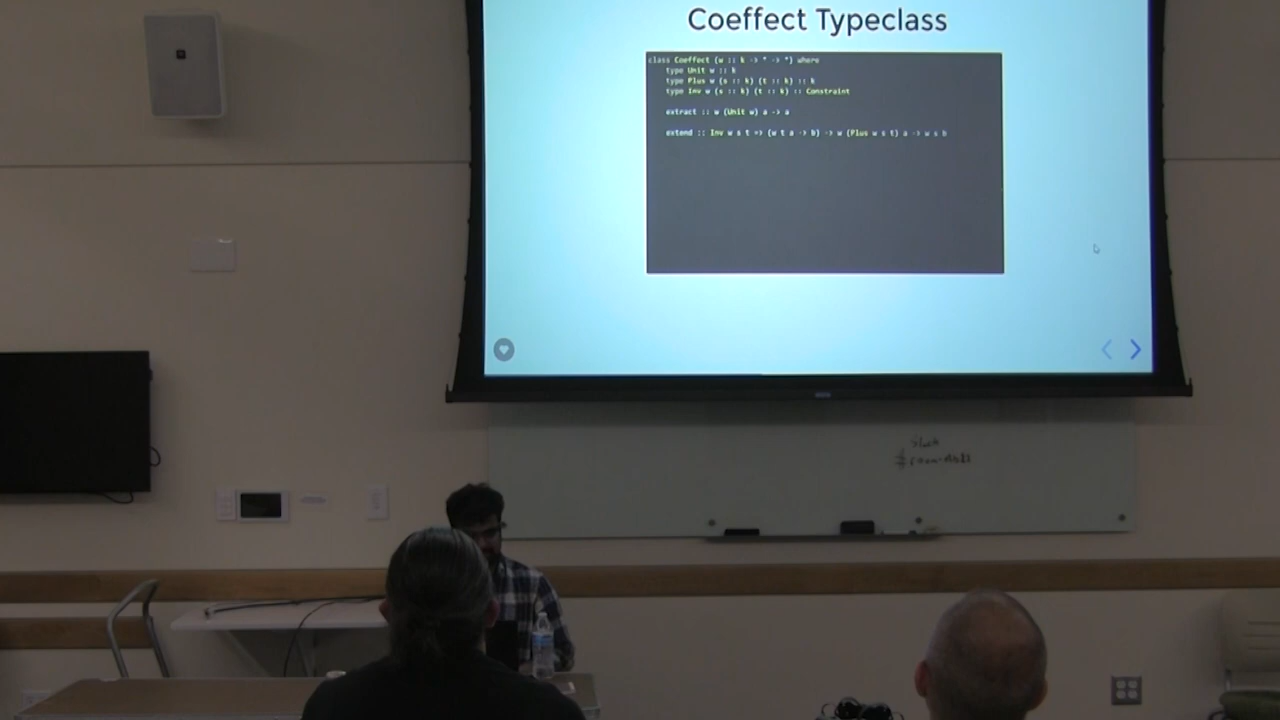 Coeffect Typeclass
class Coeffect (w :: k -> * -> *) where
type Unit w :: k
type Plus w (s :: k) (t :: k) :: k
type Inv w (s :: k) (t :: k) :: Constraint
extract :: w (Unit w) a -> a
extend :: Inv w s t => (w t a -> b) -> w (Plus w s t) a -> w s b